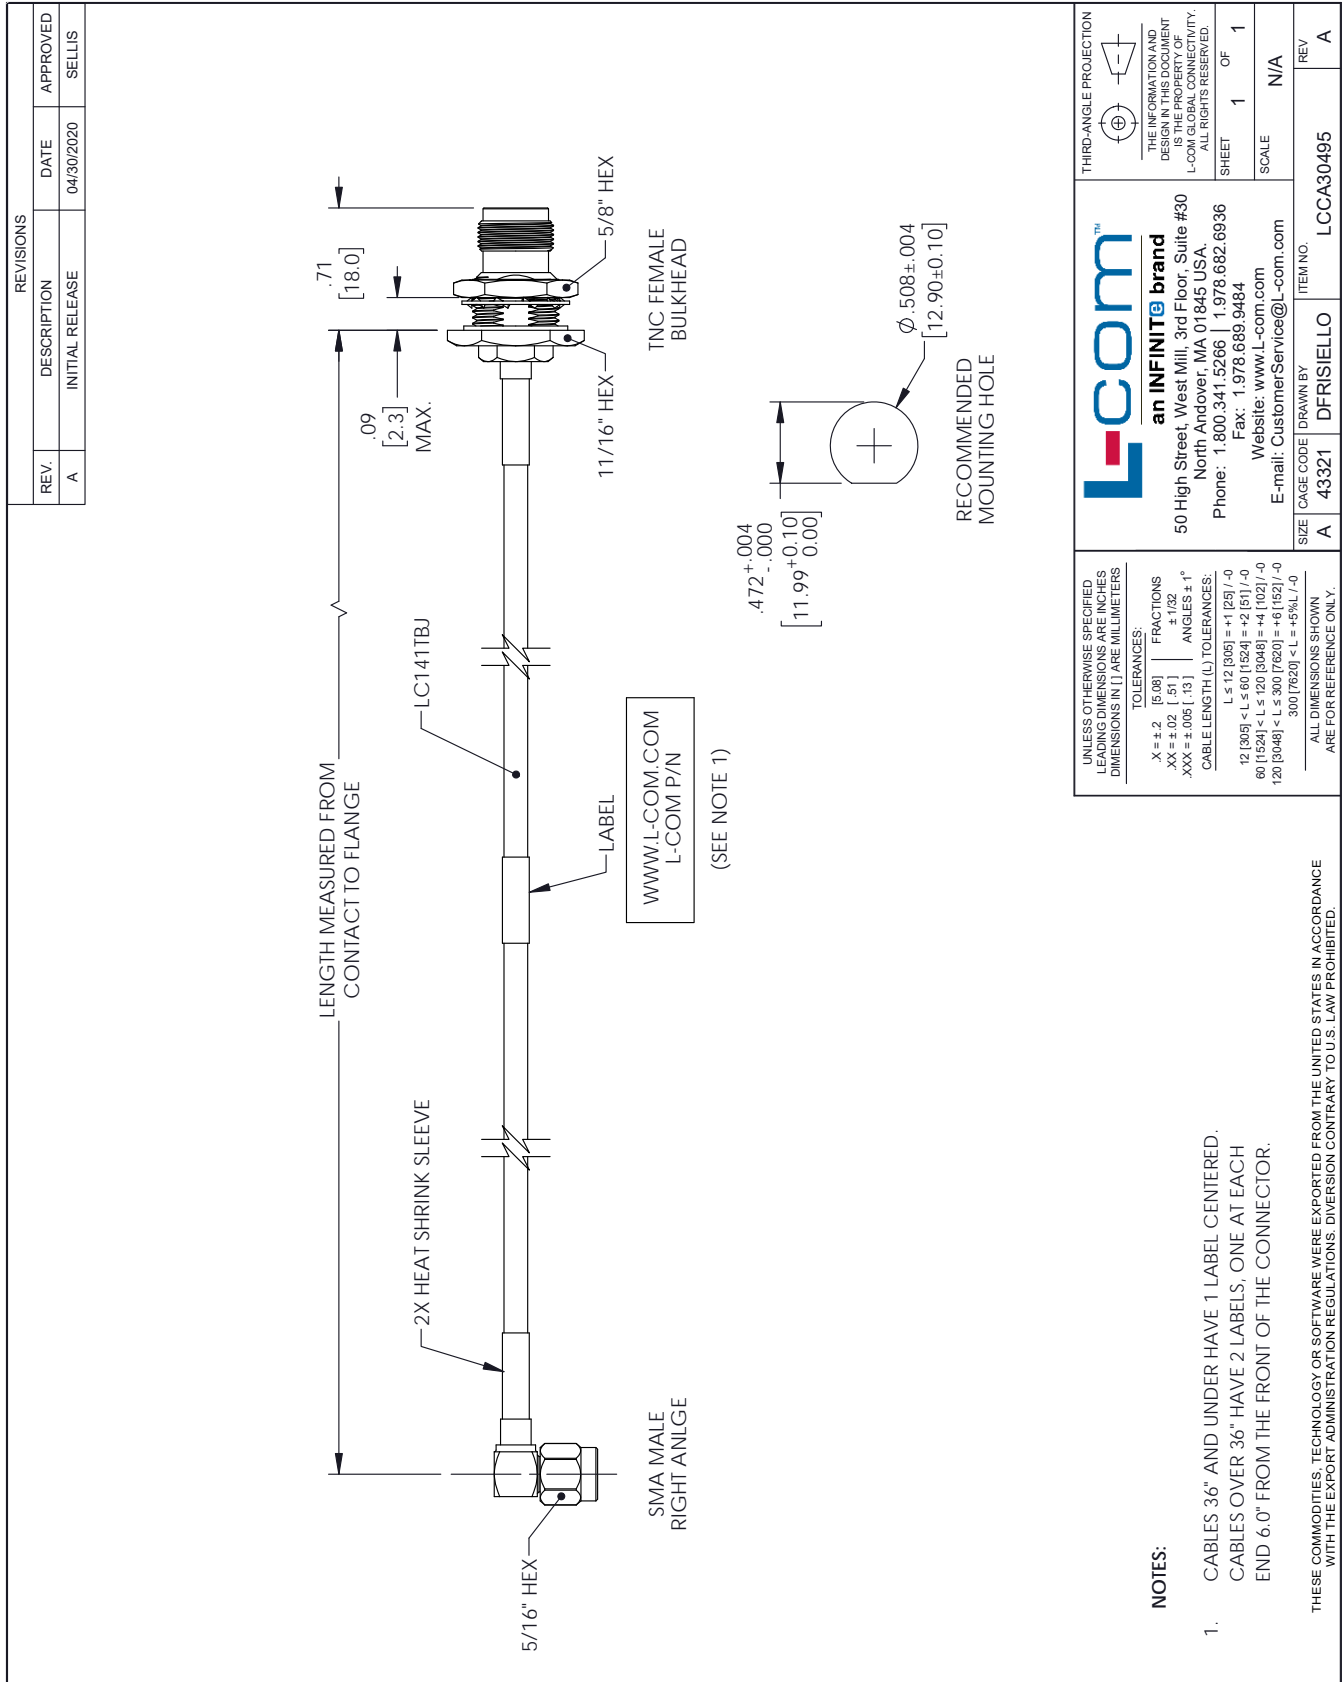 REVISIONS
REV. DESCRIPTION DATE APPROVED
A INITIAL RELEASE 04/30/2020 SELLIS
LENGTH MEASURED FROM
CONTACT TO FLANGE
.71
[18.0]
.09
[2.3]
MAX.
2X HEAT SHRINK SLEEVE
LC141TBJ
5/16" HEX
11/16" HEX
5/8" HEX
SMA MALE
RIGHT ANLGE
LABEL
WWW.L-COM.COM
L-COM P/N
(SEE NOTE 1)
TNC FEMALE
BULKHEAD
.472 +.004
-.000
[11.99 +0.10
0.00]
Ø.508±.004
[12.90±0.10]
RECOMMENDED
MOUNTING HOLE
NOTES:
1. CABLES 36" AND UNDER HAVE 1 LABEL CENTERED.
CABLES OVER 36" HAVE 2 LABELS, ONE AT EACH
END 6.0" FROM THE FRONT OF THE CONNECTOR.
THESE COMMODITIES, TECHNOLOGY OR SOFTWARE WERE EXPORTED FROM THE UNITED STATES IN ACCORDANCE
WITH THE EXPORT ADMINISTRATION REGULATIONS. DIVERSION CONTRARY TO U.S. LAW PROHIBITED.
UNLESS OTHERWISE SPECIFIED
LEADING DIMENSIONS ARE INCHES
DIMENSIONS IN [ ] ARE MILLIMETERS
TOLERANCES:
.X = ± .2 [5.08] FRACTIONS
.XX = ± .02 [ .51 ] ± 1/32
.XXX = ± .005 [ .13 ] ANGLES ± 1°
CABLE LENGTH (L) TOLERANCES:
L ≤ 12 [305] = +1 [25] / -0
12 [305] < L ≤ 60 [1524] = +2 [51] / -0
60 [1524] < L ≤ 120 [3048] = +4 [102] / -0
120 [3048] < L ≤ 300 [7620] = +6 [152] / -0
300 [7620] < L = +5%L / -0
ALL DIMENSIONS SHOWN
ARE FOR REFERENCE ONLY.
L-com™
an INFINITe brand
50 High Street, West Mill, 3rd Floor, Suite #30
North Andover, MA 01845 USA.
Phone: 1.800.341.5266 | 1.978.682.6936
Fax: 1.978.689.9484
Website: www.L-com.com
E-mail: CustomerService@L-com.com
THIRD-ANGLE PROJECTION
THE INFORMATION AND
DESIGN IN THIS DOCUMENT
IS THE PROPERTY OF
L-COM GLOBAL CONNECTIVITY.
ALL RIGHTS RESERVED.
SHEET 1 OF 1
SCALE N/A
SIZE A
CAGE CODE 43321
DRAWN BY DFRISIELLO
ITEM NO. LCCA30495
REV A